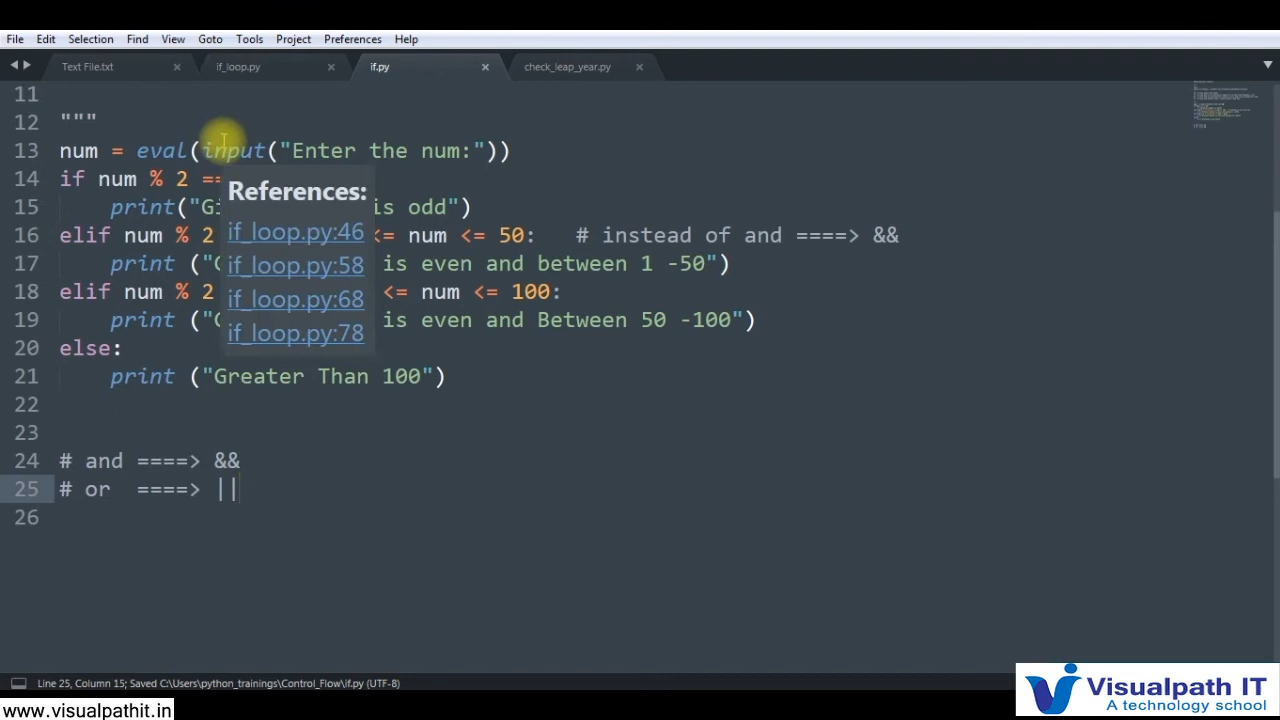 File Edit Selection Find View Goto Tools Project Preferences Help
Text File.txt if_loop.py if.py check_leap_year.py
11
12 """
13 num = eval(input("Enter the num:"))
14 if num % 2 ==
15 print("Gi is odd")
16 elif num % 2 <= num <= 50: # instead of and ====> &&
17 print (" is even and between 1 -50")
18 elif num % 2 <= num <= 100:
19 print (" is even and Between 50 -100")
20 else:
21 print ("Greater Than 100")
22
23
24 # and ====> &&
25 # or ====> ||
26
References:
if_loop.py:46
if_loop.py:58
if_loop.py:68
if_loop.py:78
Line 25, Column 15; Saved C:\Users\python_trainings\Control_Flow\if.py (UTF-8)
Visualpath IT
A technology school
www.visualpathit.in